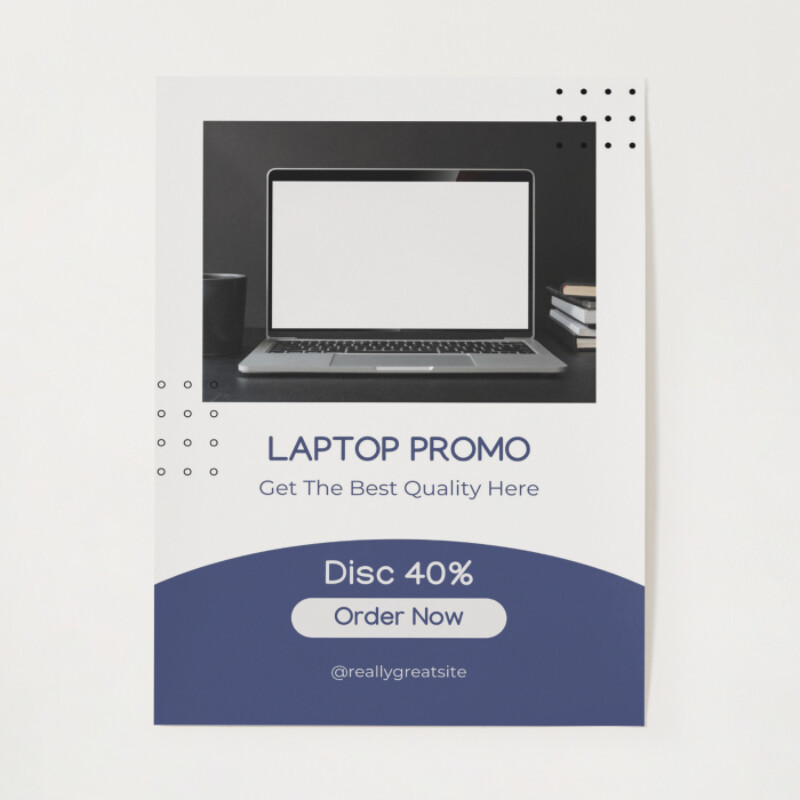 LAPTOP PROMO
Get The Best Quality Here
Disc 40%
Order Now
@reallygreatsite